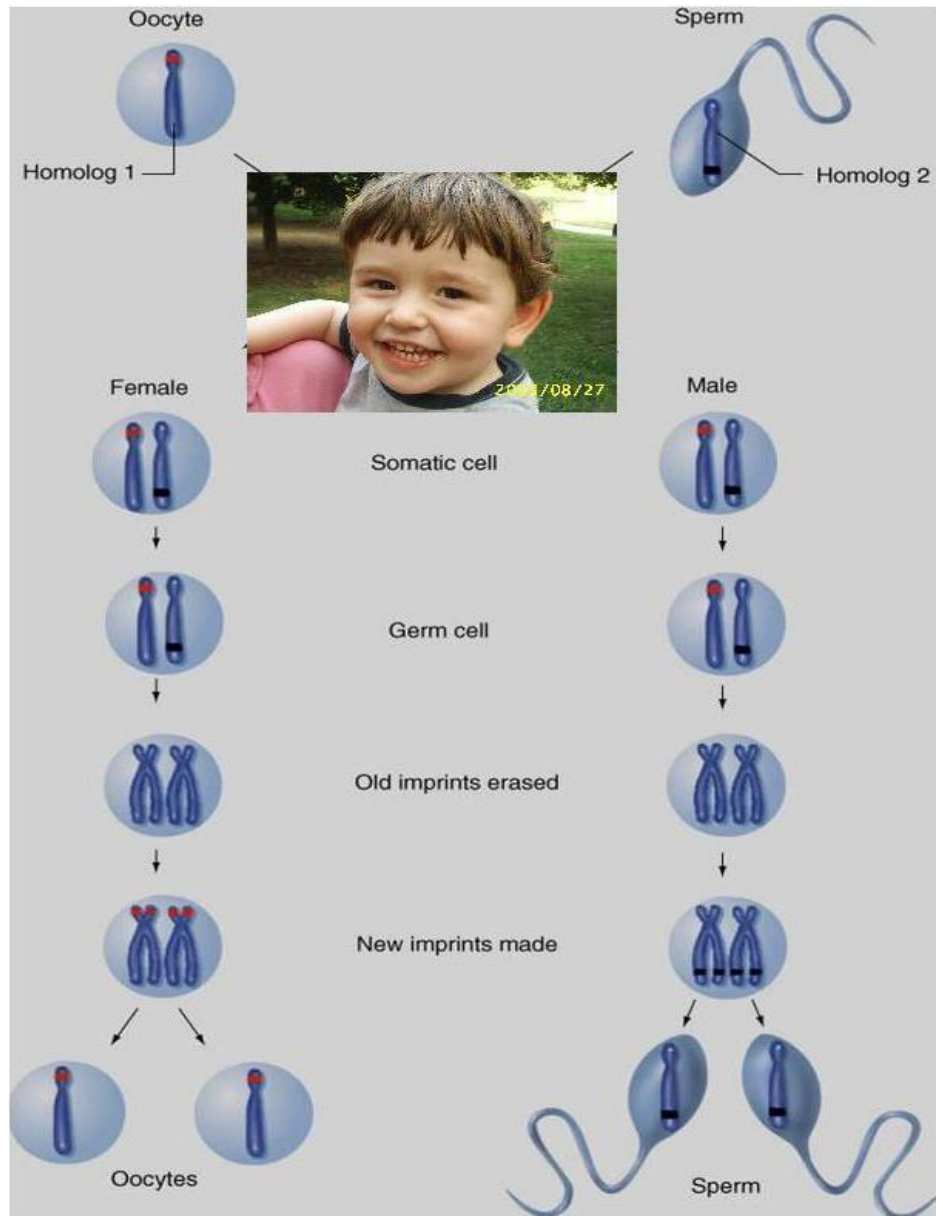 Oocyte
Sperm
Homolog 1
Homolog 2
Female
Male
Somatic cell
Germ cell
Old imprints erased
New imprints made
Oocytes
Sperm